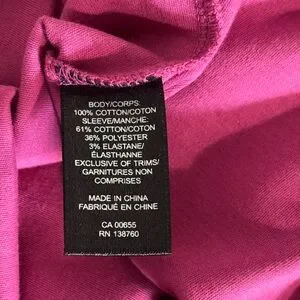 BODY/CORPS:
100% COTTON/COTON
SLEEVE/MANCHE:
61% COTTON/COTON
36% POLYESTER
3% ELASTANE/
ÉLASTHANNE
EXCLUSIVE OF TRIMS/
GARNITURES NON
COMPRISES
MADE IN CHINA
FABRIQUÉ EN CHINE
CA 00655
RN 138760